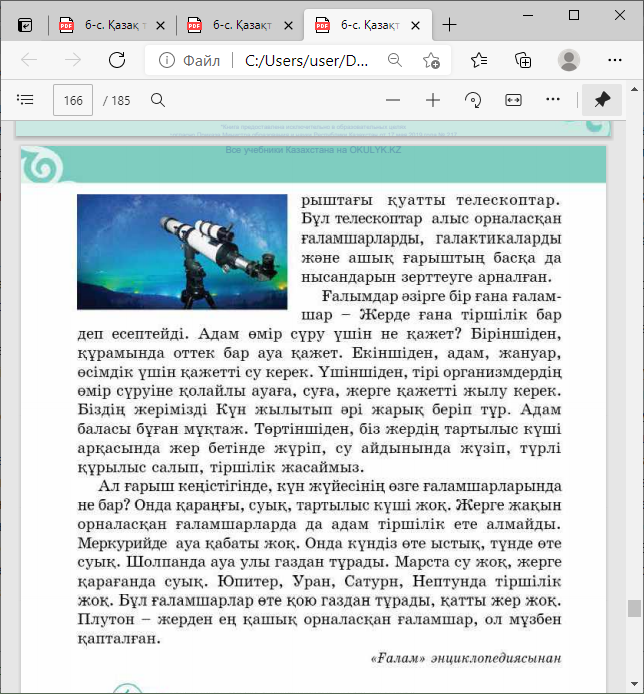 6-с. Қазақ т
6-с. Қазақт
6-с. Қазақт
Файл
C:/Users/user/D...
166
/ 185
Все учебники Казахстана на OKULYK.KZ
рыштағы қуатты телескоптар.
Бұл телескоптар алыс орналасқан
ғаламшарларды, галактикаларды
және ашық ғарыштың басқа да
нысандарын зерттеуге арналған.
Ғалымдар әзірге бір ғана ғалам-
шар – Жерде ғана тіршілік бар
деп есептейді. Адам өмір сүру үшін не қажет? Біріншіден,
құрамында оттек бар ауа қажет. Екіншіден, адам, жануар,
өсімдік үшін қажетті су керек. Үшіншіден, тірі организмдердің
өмір сүруіне қолайлы ауаға, суға, жерге қажетті жылу керек.
Біздің жерімізді Күн жылытып әрі жарық беріп тұр. Адам
баласы бұған мұқтаж. Төртіншіден, біз жердің тартылыс күші
арқасында жер бетінде жүріп, су айдынында жүзіп, түрлі
құрылыс салып, тіршілік жасаймыз.
Ал ғарыш кеңістігінде, күн жүйесінің өзге ғаламшарларында
не бар? Онда қараңғы, суық, тартылыс күші жоқ. Жерге жақын
орналасқан ғаламшарларда да адам тіршілік ете алмайды.
Меркурийде ауа қабаты жоқ. Онда күндіз өте ыстық, түнде өте
суық. Шолпанда ауа улы газдан тұрады. Марста су жоқ, жерге
қарағанда суық. Юпитер, Уран, Сатурн, Нептунда тіршілік
жоқ. Бұл ғаламшарлар өте қою газдан тұрады, қатты жер жоқ.
Плутон – жерден ең қашық орналасқан ғаламшар, ол мұзбен
қапталған.
«Ғалам» энциклопедиясынан